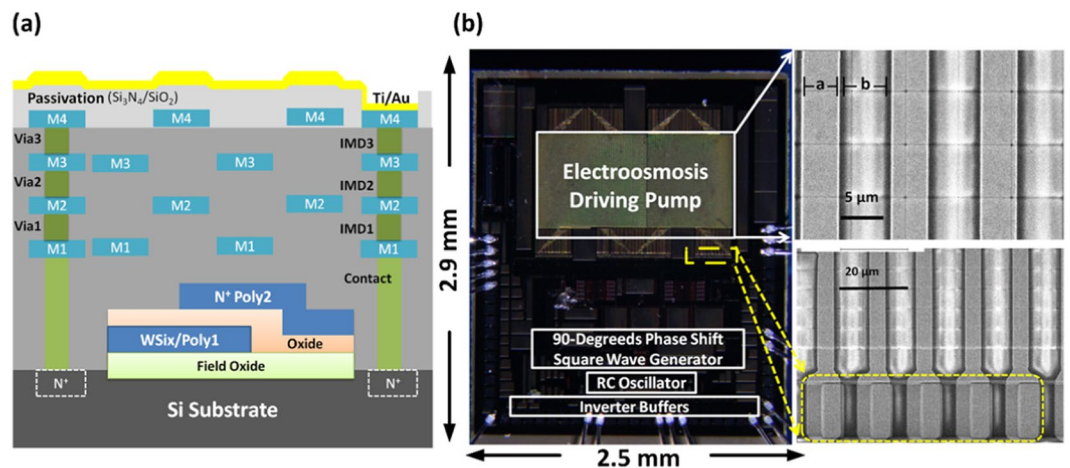 (a)
Passivation (Si₃N₄/SiO₂)
Ti/Au
M4
M4
M4
M4
Via3
IMD3
M3
M3
M3
M3
Via2
IMD2
M2
M2
M2
M2
Via1
IMD1
M1
M1
M1
M1
Contact
N⁺ Poly2
WSix/Poly1
Oxide
Field Oxide
N⁺
N⁺
Si Substrate
(b)
2.9 mm
Electroosmosis
Driving Pump
90-Degreeds Phase Shift
Square Wave Generator
RC Oscillator
Inverter Buffers
2.5 mm
a
b
5 μm
20 μm